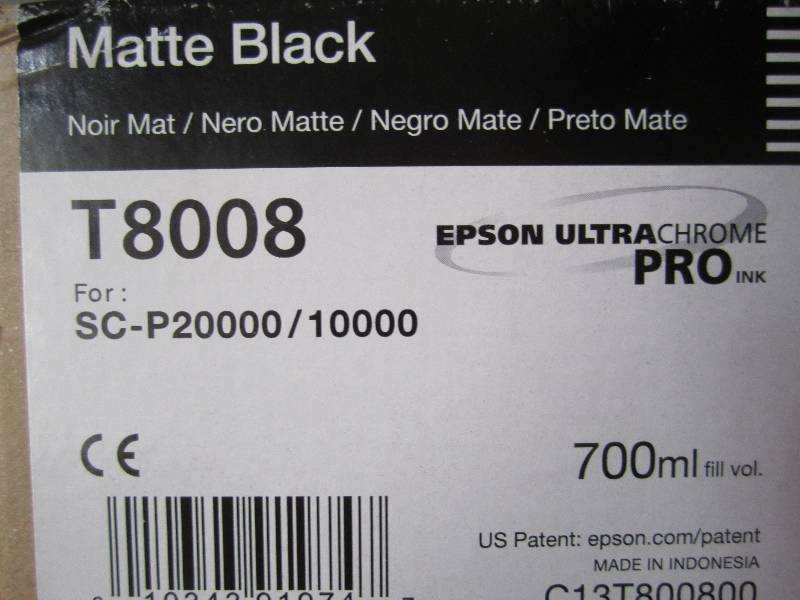 Matte Black
Noir Mat / Nero Matte / Negro Mate / Preto Mate
T8008
EPSON ULTRACHROME
PRO INK
For :
SC-P20000/10000
CE
700ml fill vol.
US Patent: epson.com/patent
MADE IN INDONESIA
C13T800800